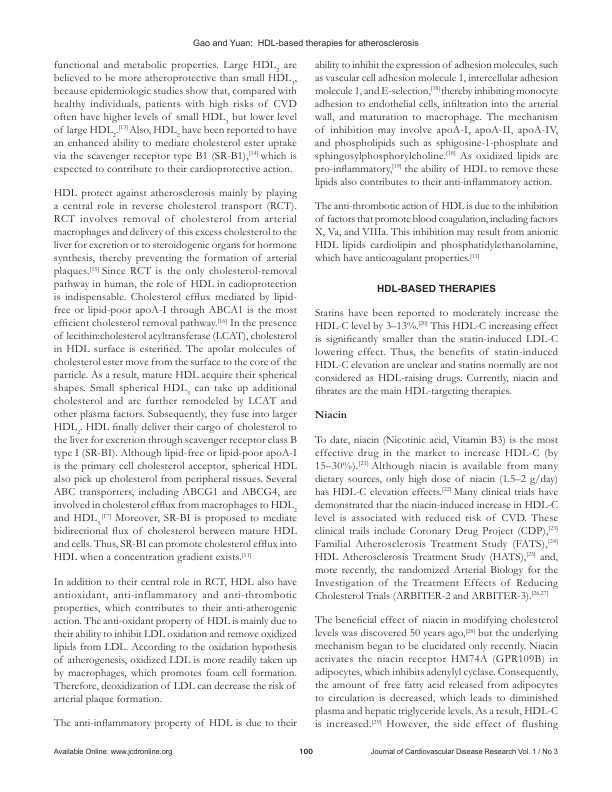 Gao and Yuan: HDL-based therapies for atherosclerosis
functional and metabolic properties. Large HDL2 are
believed to be more atheroprotective than small HDL3,
because epidemiologic studies show that, compared with
healthy individuals, patients with high risks of CVD
often have higher levels of small HDL3 but lower level
of large HDL2.[13] Also, HDL2 have been reported to have
an enhanced ability to mediate cholesterol ester uptake
via the scavenger receptor type B1 (SR-B1),[14] which is
expected to contribute to their cardioprotective action.
HDL protect against atherosclerosis mainly by playing
a central role in reverse cholesterol transport (RCT).
RCT involves removal of cholesterol from arterial
macrophages and delivery of this excess cholesterol to the
liver for excretion or to steroidogenic organs for hormone
synthesis, thereby preventing the formation of arterial
plaques.[15] Since RCT is the only cholesterol-removal
pathway in human, the role of HDL in cadioprotection
is indispensable. Cholesterol efflux mediated by lipid-
free or lipid-poor apoA-I through ABCA1 is the most
efficient cholesterol removal pathway.[16] In the presence
of lecithin:cholesterol acyltransferase (LCAT), cholesterol
in HDL surface is esterified. The apolar molecules of
cholesterol ester move from the surface to the core of the
particle. As a result, mature HDL acquire their spherical
shapes. Small spherical HDL3 can take up additional
cholesterol and are further remodeled by LCAT and
other plasma factors. Subsequently, they fuse into larger
HDL2. HDL finally deliver their cargo of cholesterol to
the liver for excretion through scavenger receptor class B
type I (SR-BI). Although lipid-free or lipid-poor apoA-I
is the primary cell cholesterol acceptor, spherical HDL
also pick up cholesterol from peripheral tissues. Several
ABC transporters, including ABCG1 and ABCG4, are
involved in cholesterol efflux from macrophages to HDL2
and HDL3.[17] Moreover, SR-BI is proposed to mediate
bidirectional flux of cholesterol between mature HDL
and cells. Thus, SR-BI can promote cholesterol efflux into
HDL when a concentration gradient exists.[11]
In addition to their central role in RCT, HDL also have
antioxidant, anti-inflammatory and anti-thrombotic
properties, which contributes to their anti-atherogenic
action. The anti-oxidant property of HDL is mainly due to
their ability to inhibit LDL oxidation and remove oxidized
lipids from LDL. According to the oxidation hypothesis
of atherogenesis, oxidized LDL is more readily taken up
by macrophages, which promotes foam cell formation.
Therefore, deoxidization of LDL can decrease the risk of
arterial plaque formation.
The anti-inflammatory property of HDL is due to their
ability to inhibit the expression of adhesion molecules, such
as vascular cell adhesion molecule 1, intercellular adhesion
molecule 1, and E-selection,[18] thereby inhibiting monocyte
adhesion to endothelial cells, infiltration into the arterial
wall, and maturation to macrophage. The mechanism
of inhibition may involve apoA-I, apoA-II, apoA-IV,
and phospholipids such as sphigosine-1-phosphate and
sphingosylphosphorylcholine.[18] As oxidized lipids are
pro-inflammatory,[19] the ability of HDL to remove these
lipids also contributes to their anti-inflammatory action.
The anti-thrombotic action of HDL is due to the inhibition
of factors that promote blood coagulation, including factors
X, Va, and VIIIa. This inhibition may result from anionic
HDL lipids cardiolipin and phosphatidylethanolamine,
which have anticoagulant properties.[11]
HDL-BASED THERAPIES
Statins have been reported to moderately increase the
HDL-C level by 3–13%.[20] This HDL-C increasing effect
is significantly smaller than the statin-induced LDL-C
lowering effect. Thus, the benefits of statin-induced
HDL-C elevation are unclear and statins normally are not
considered as HDL-raising drugs. Currently, niacin and
fibrates are the main HDL-targeting therapies.
Niacin
To date, niacin (Nicotinic acid, Vitamin B3) is the most
effective drug in the market to increase HDL-C (by
15–30%).[21] Although niacin is available from many
dietary sources, only high dose of niacin (1.5–2 g/day)
has HDL-C elevation effects.[22] Many clinical trials have
demonstrated that the niacin-induced increase in HDL-C
level is associated with reduced risk of CVD. These
clinical trails include Coronary Drug Project (CDP),[23]
Familial Atherosclerosis Treatment Study (FATS),[24]
HDL Atherosclerosis Treatment Study (HATS),[25] and,
more recently, the randomized Arterial Biology for the
Investigation of the Treatment Effects of Reducing
Cholesterol Trials (ARBITER-2 and ARBITER-3).[26,27]
The beneficial effect of niacin in modifying cholesterol
levels was discovered 50 years ago,[28] but the underlying
mechanism began to be elucidated only recently. Niacin
activates the niacin receptor HM74A (GPR109B) in
adipocytes, which inhibits adenylyl cyclase. Consequently,
the amount of free fatty acid released from adipocytes
to circulation is decreased, which leads to diminished
plasma and hepatic triglyceride levels. As a result, HDL-C
is increased.[29] However, the side effect of flushing
Available Online: www.jcdronline.org
100
Journal of Cardiovascular Disease Research Vol. 1 / No 3